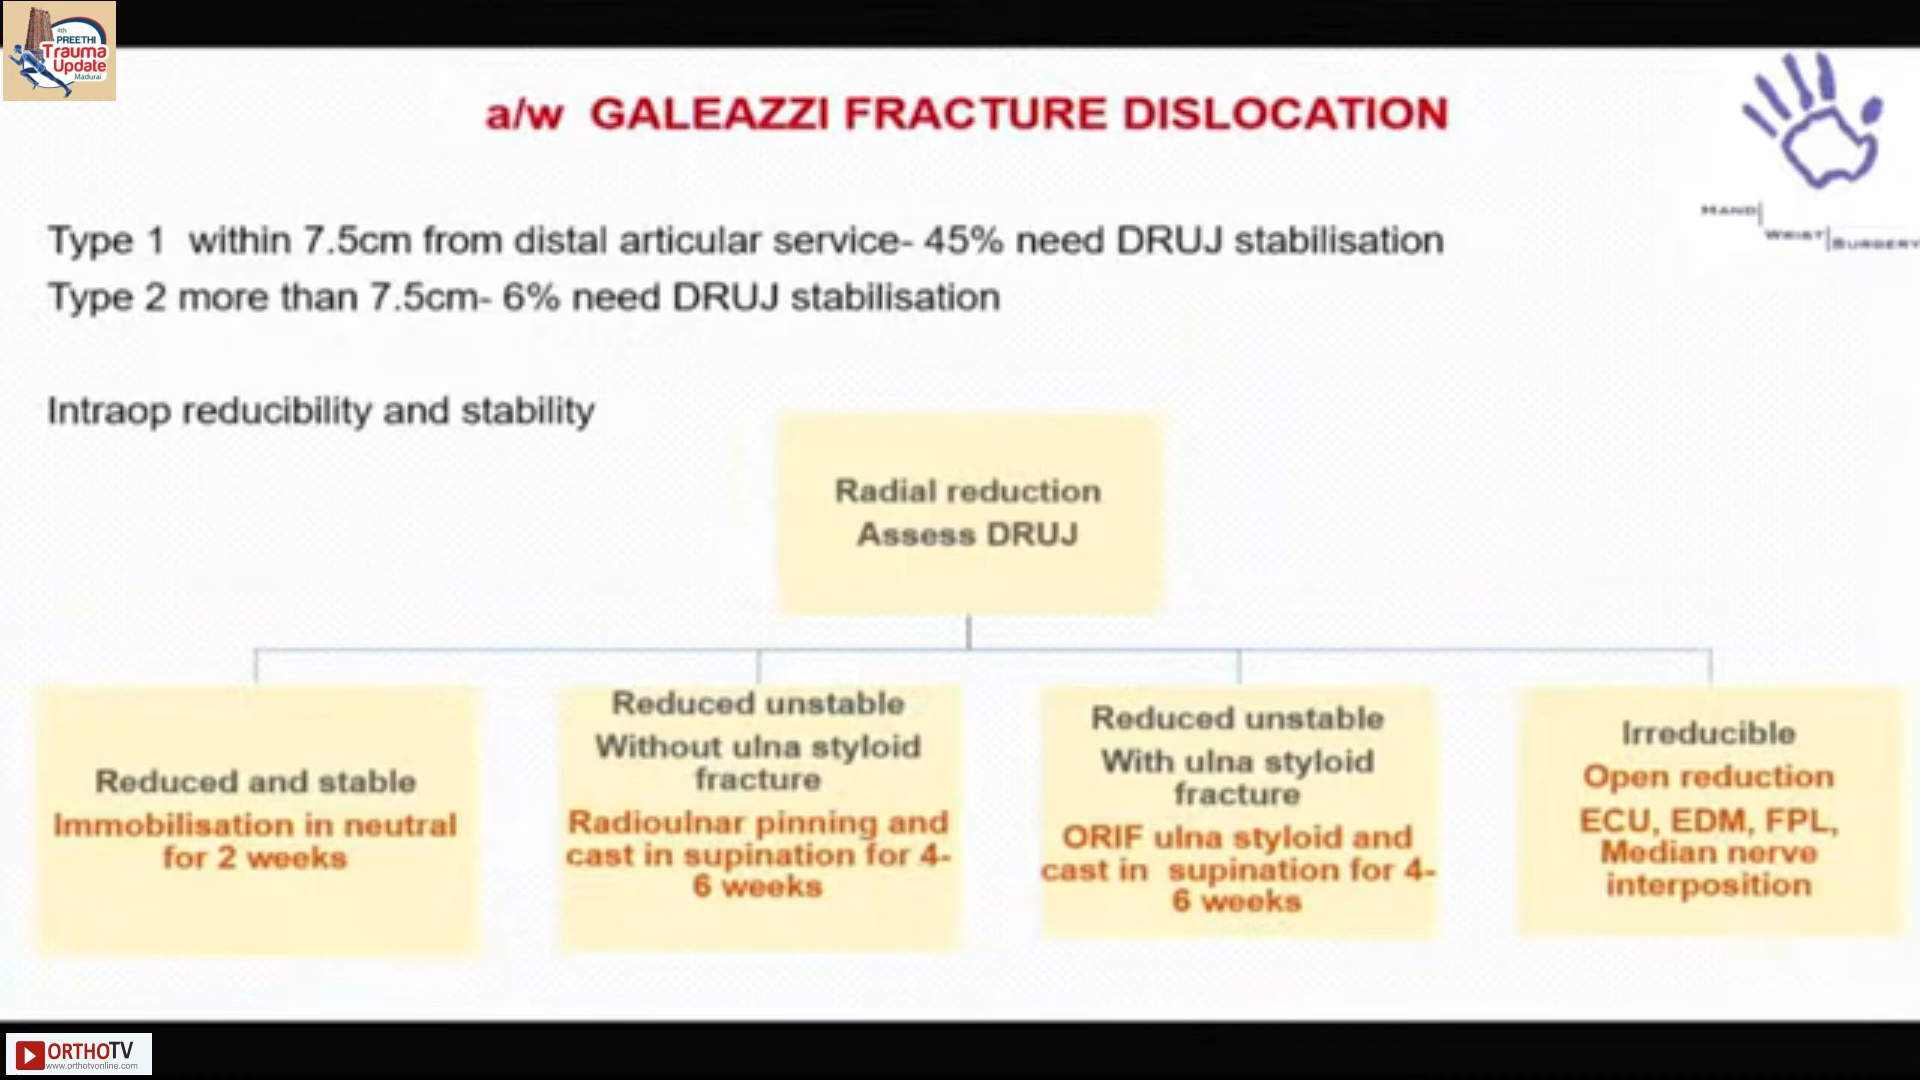 4th
PREETHI
Trauma
Update
Madurai
a/w GALEAZZI FRACTURE DISLOCATION
HAND
WRIST SURGERY
Type 1 within 7.5cm from distal articular service- 45% need DRUJ stabilisation
Type 2 more than 7.5cm- 6% need DRUJ stabilisation
Intraop reducibility and stability
Radial reduction
Assess DRUJ
Reduced and stable
Immobilisation in neutral
for 2 weeks
Reduced unstable
Without ulna styloid
fracture
Radioulnar pinning and
cast in supination for 4-
6 weeks
Reduced unstable
With ulna styloid
fracture
ORIF ulna styloid and
cast in supination for 4-
6 weeks
Irreducible
Open reduction
ECU, EDM, FPL,
Median nerve
interposition
ORTHOTV
www.orthotvonline.com